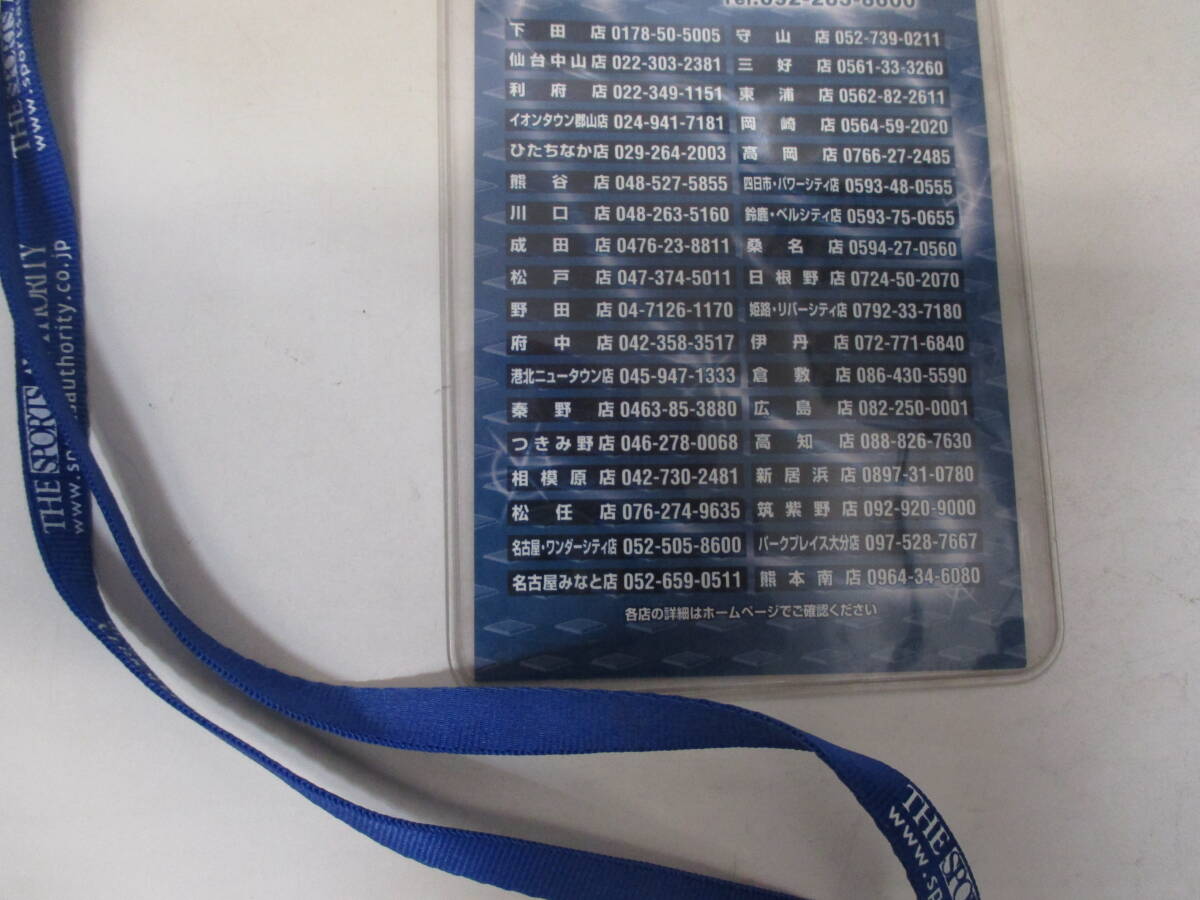 Tel.092-263-8600
下田店 0178-50-5005
仙台中山店 022-303-2381
利府店 022-349-1151
イオンタウン郡山店 024-941-7181
ひたちなか店 029-264-2003
熊谷店 048-527-5855
川口店 048-263-5160
成田店 0476-23-8811
松戸店 047-374-5011
野田店 04-7126-1170
府中店 042-358-3517
港北ニュータウン店 045-947-1333
秦野店 0463-85-3880
つきみ野店 046-278-0068
相模原店 042-730-2481
松任店 076-274-9635
名古屋・ワンダーシティ店 052-505-8600
名古屋みなと店 052-659-0511
守山店 052-739-0211
三好店 0561-33-3260
東浦店 0562-82-2611
岡崎店 0564-59-2020
高岡店 0766-27-2485
四日市・パワーシティ店 0593-48-0555
鈴鹿・ベルシティ店 0593-75-0655
桑名店 0594-27-0560
日根野店 0724-50-2070
姫路・リバーシティ店 0792-33-7180
伊丹店 072-771-6840
倉敷店 086-430-5590
広島店 082-250-0001
高知店 088-826-7630
新居浜店 0897-31-0780
筑紫野店 092-920-9000
パークプレイス大分店 097-528-7667
熊本南店 0964-34-6080
各店の詳細はホームページでご確認ください
THE SPORTS
THE SPO
www.sp